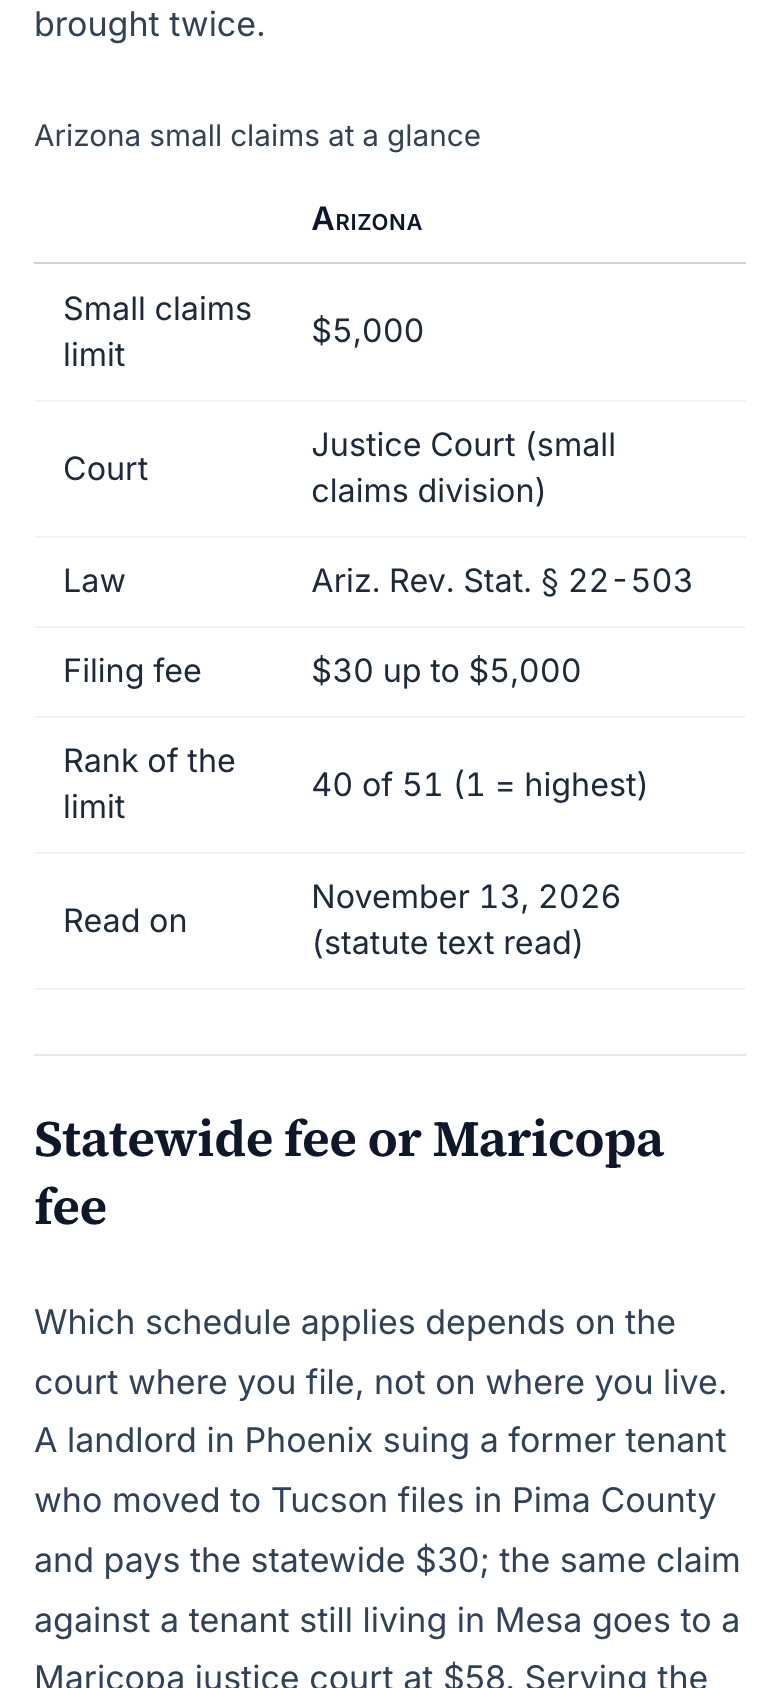 brought twice.
Arizona small claims at a glance
Arizona
Small claims
limit
$5,000
Court
Justice Court (small
claims division)
Law
Ariz. Rev. Stat. § 22-503
Filing fee
$30 up to $5,000
Rank of the
limit
40 of 51 (1 = highest)
Read on
November 13, 2026
(statute text read)
Statewide fee or Maricopa
fee
Which schedule applies depends on the
court where you file, not on where you live.
A landlord in Phoenix suing a former tenant
who moved to Tucson files in Pima County
and pays the statewide $30; the same claim
against a tenant still living in Mesa goes to a
Maricopa justice court at $58. Serving the